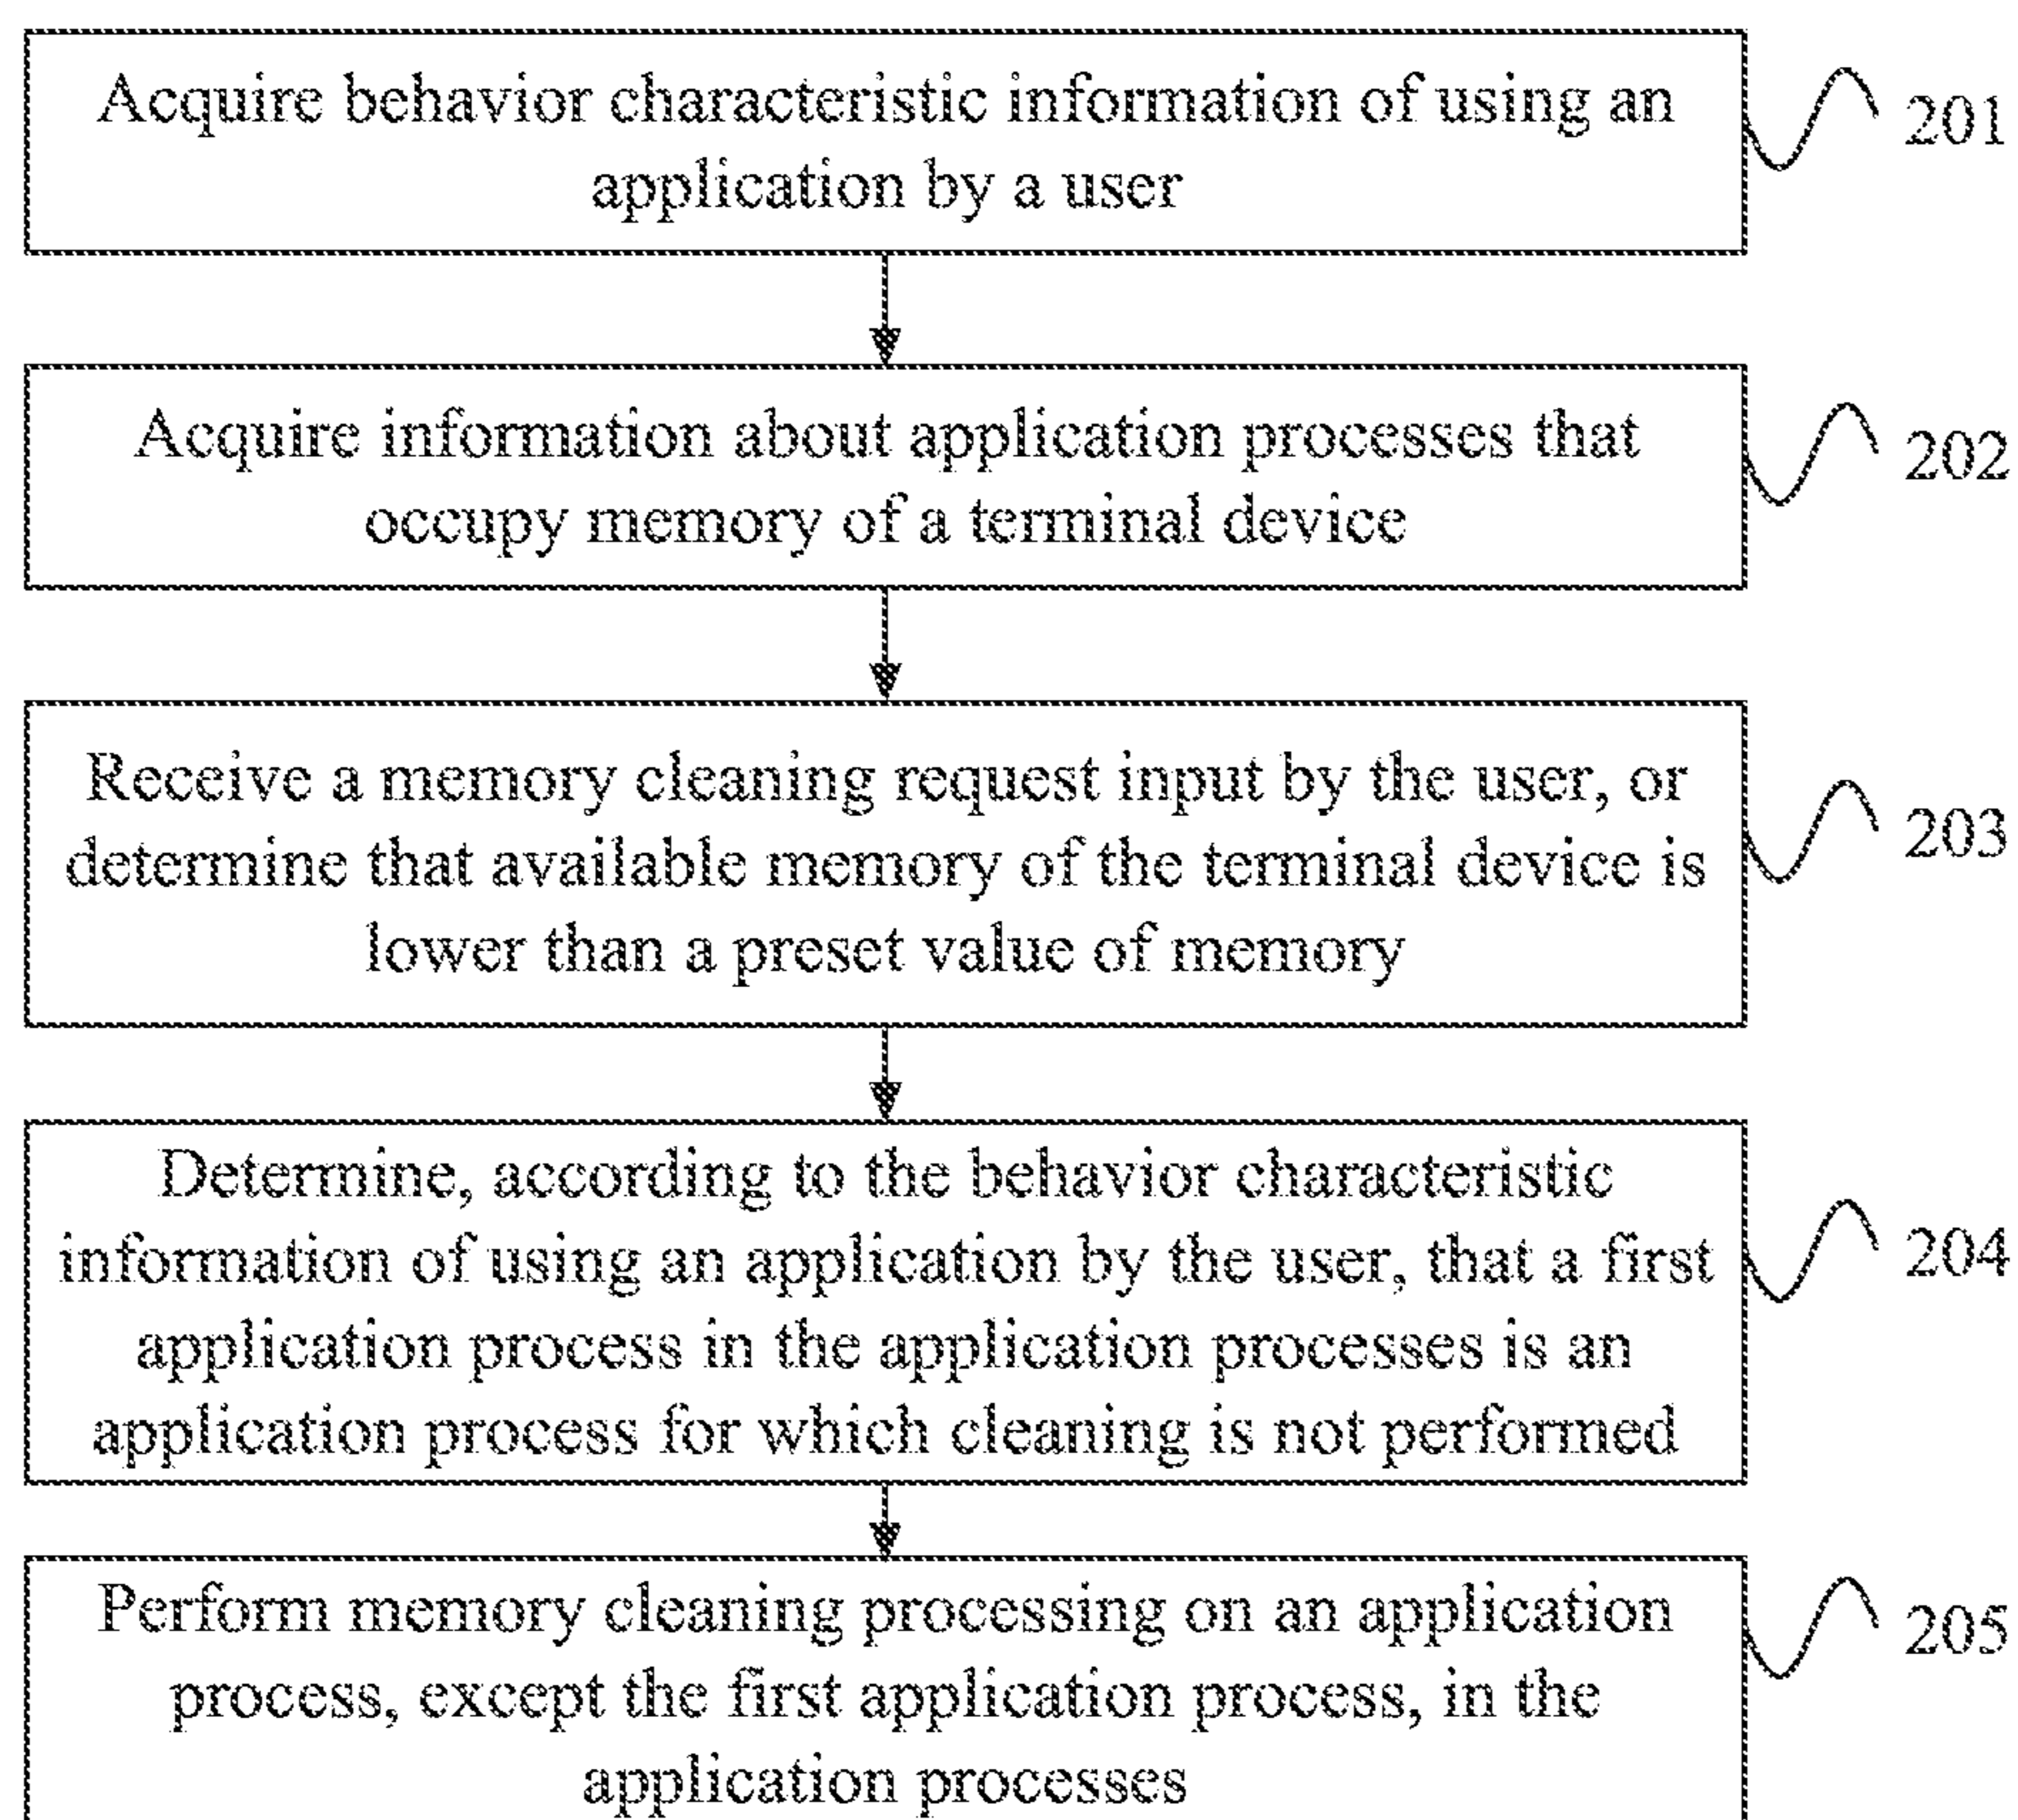 Acquire behavior characteristic information of using an
application by a user
201
Acquire information about application processes that
occupy memory of a terminal device
202
Receive a memory cleaning request input by the user, or
determine that available memory of the terminal device is
lower than a preset value of memory
203
Determine, according to the behavior characteristic
information of using an application by the user, that a first
application process in the application processes is an
application process for which cleaning is not performed
204
Perform memory cleaning processing on an application
process, except the first application process, in the
application processes
205